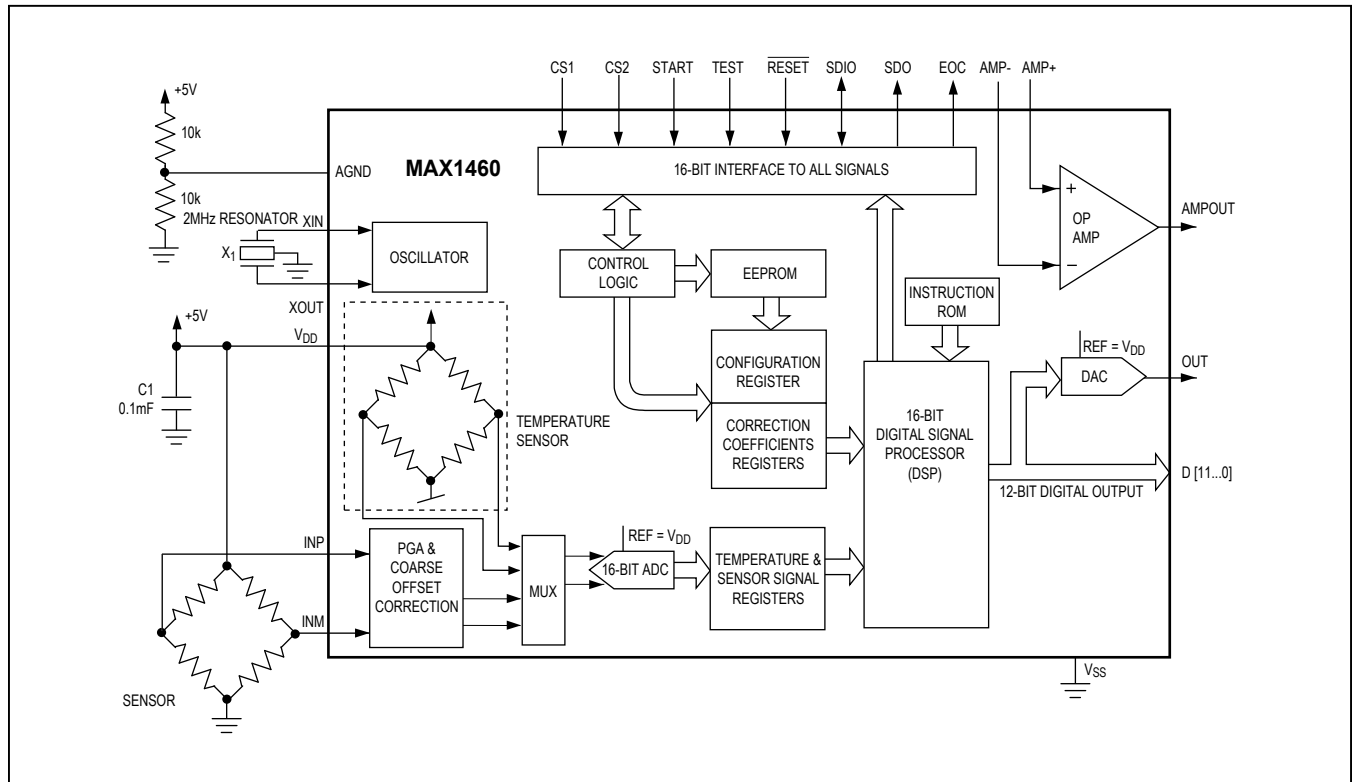 CS1 CS2 START TEST RESET SDIO SDO EOC AMP- AMP+
+5V
10k
AGND
MAX1460
16-BIT INTERFACE TO ALL SIGNALS
10k
2MHz RESONATOR
XIN
X1
XOUT
OSCILLATOR
+
OP
AMP
−
AMPOUT
CONTROL
LOGIC
EEPROM
INSTRUCTION
ROM
+5V
VDD
C1
0.1mF
TEMPERATURE
SENSOR
CONFIGURATION
REGISTER
CORRECTION
COEFFICIENTS
REGISTERS
16-BIT
DIGITAL SIGNAL
PROCESSOR
(DSP)
REF = VDD
DAC
OUT
12-BIT DIGITAL OUTPUT
D [11...0]
INP
INM
PGA &
COARSE
OFFSET
CORRECTION
MUX
REF = VDD
16-BIT ADC
TEMPERATURE &
SENSOR SIGNAL
REGISTERS
SENSOR
VSS